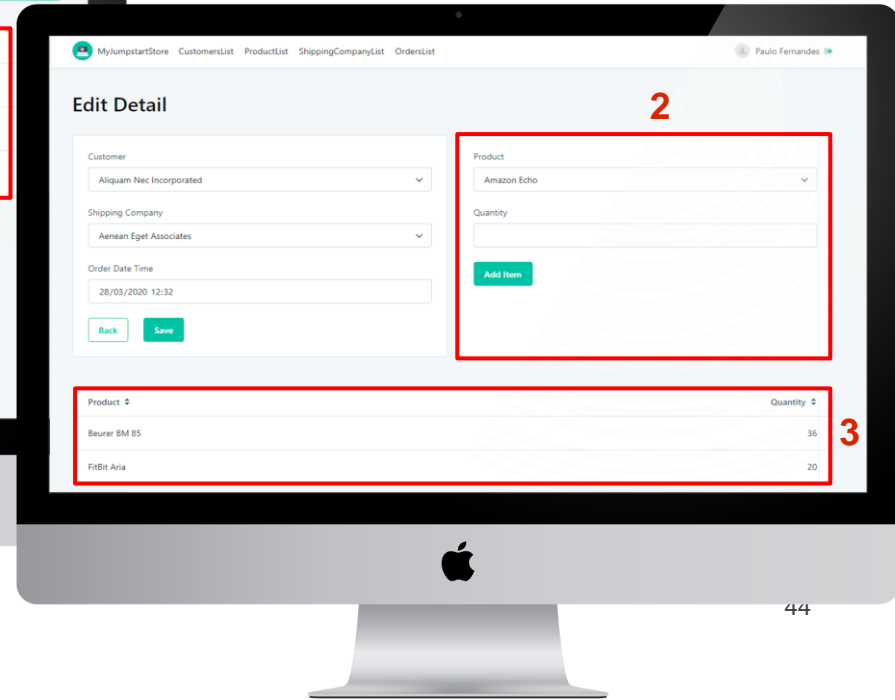 MyJumpstartStore CustomersList ProductList ShippingCompanyList OrdersList
Paulo Fernandes
Edit Detail
2
Customer
Aliquam Nec Incorporated
Shipping Company
Aenean Eget Associates
Order Date Time
28/03/2020 12:32
Back Save
Product
Amazon Echo
Quantity
Add Item
Product Quantity
Beurer BM 85 36
FitBit Aria 20
3
44